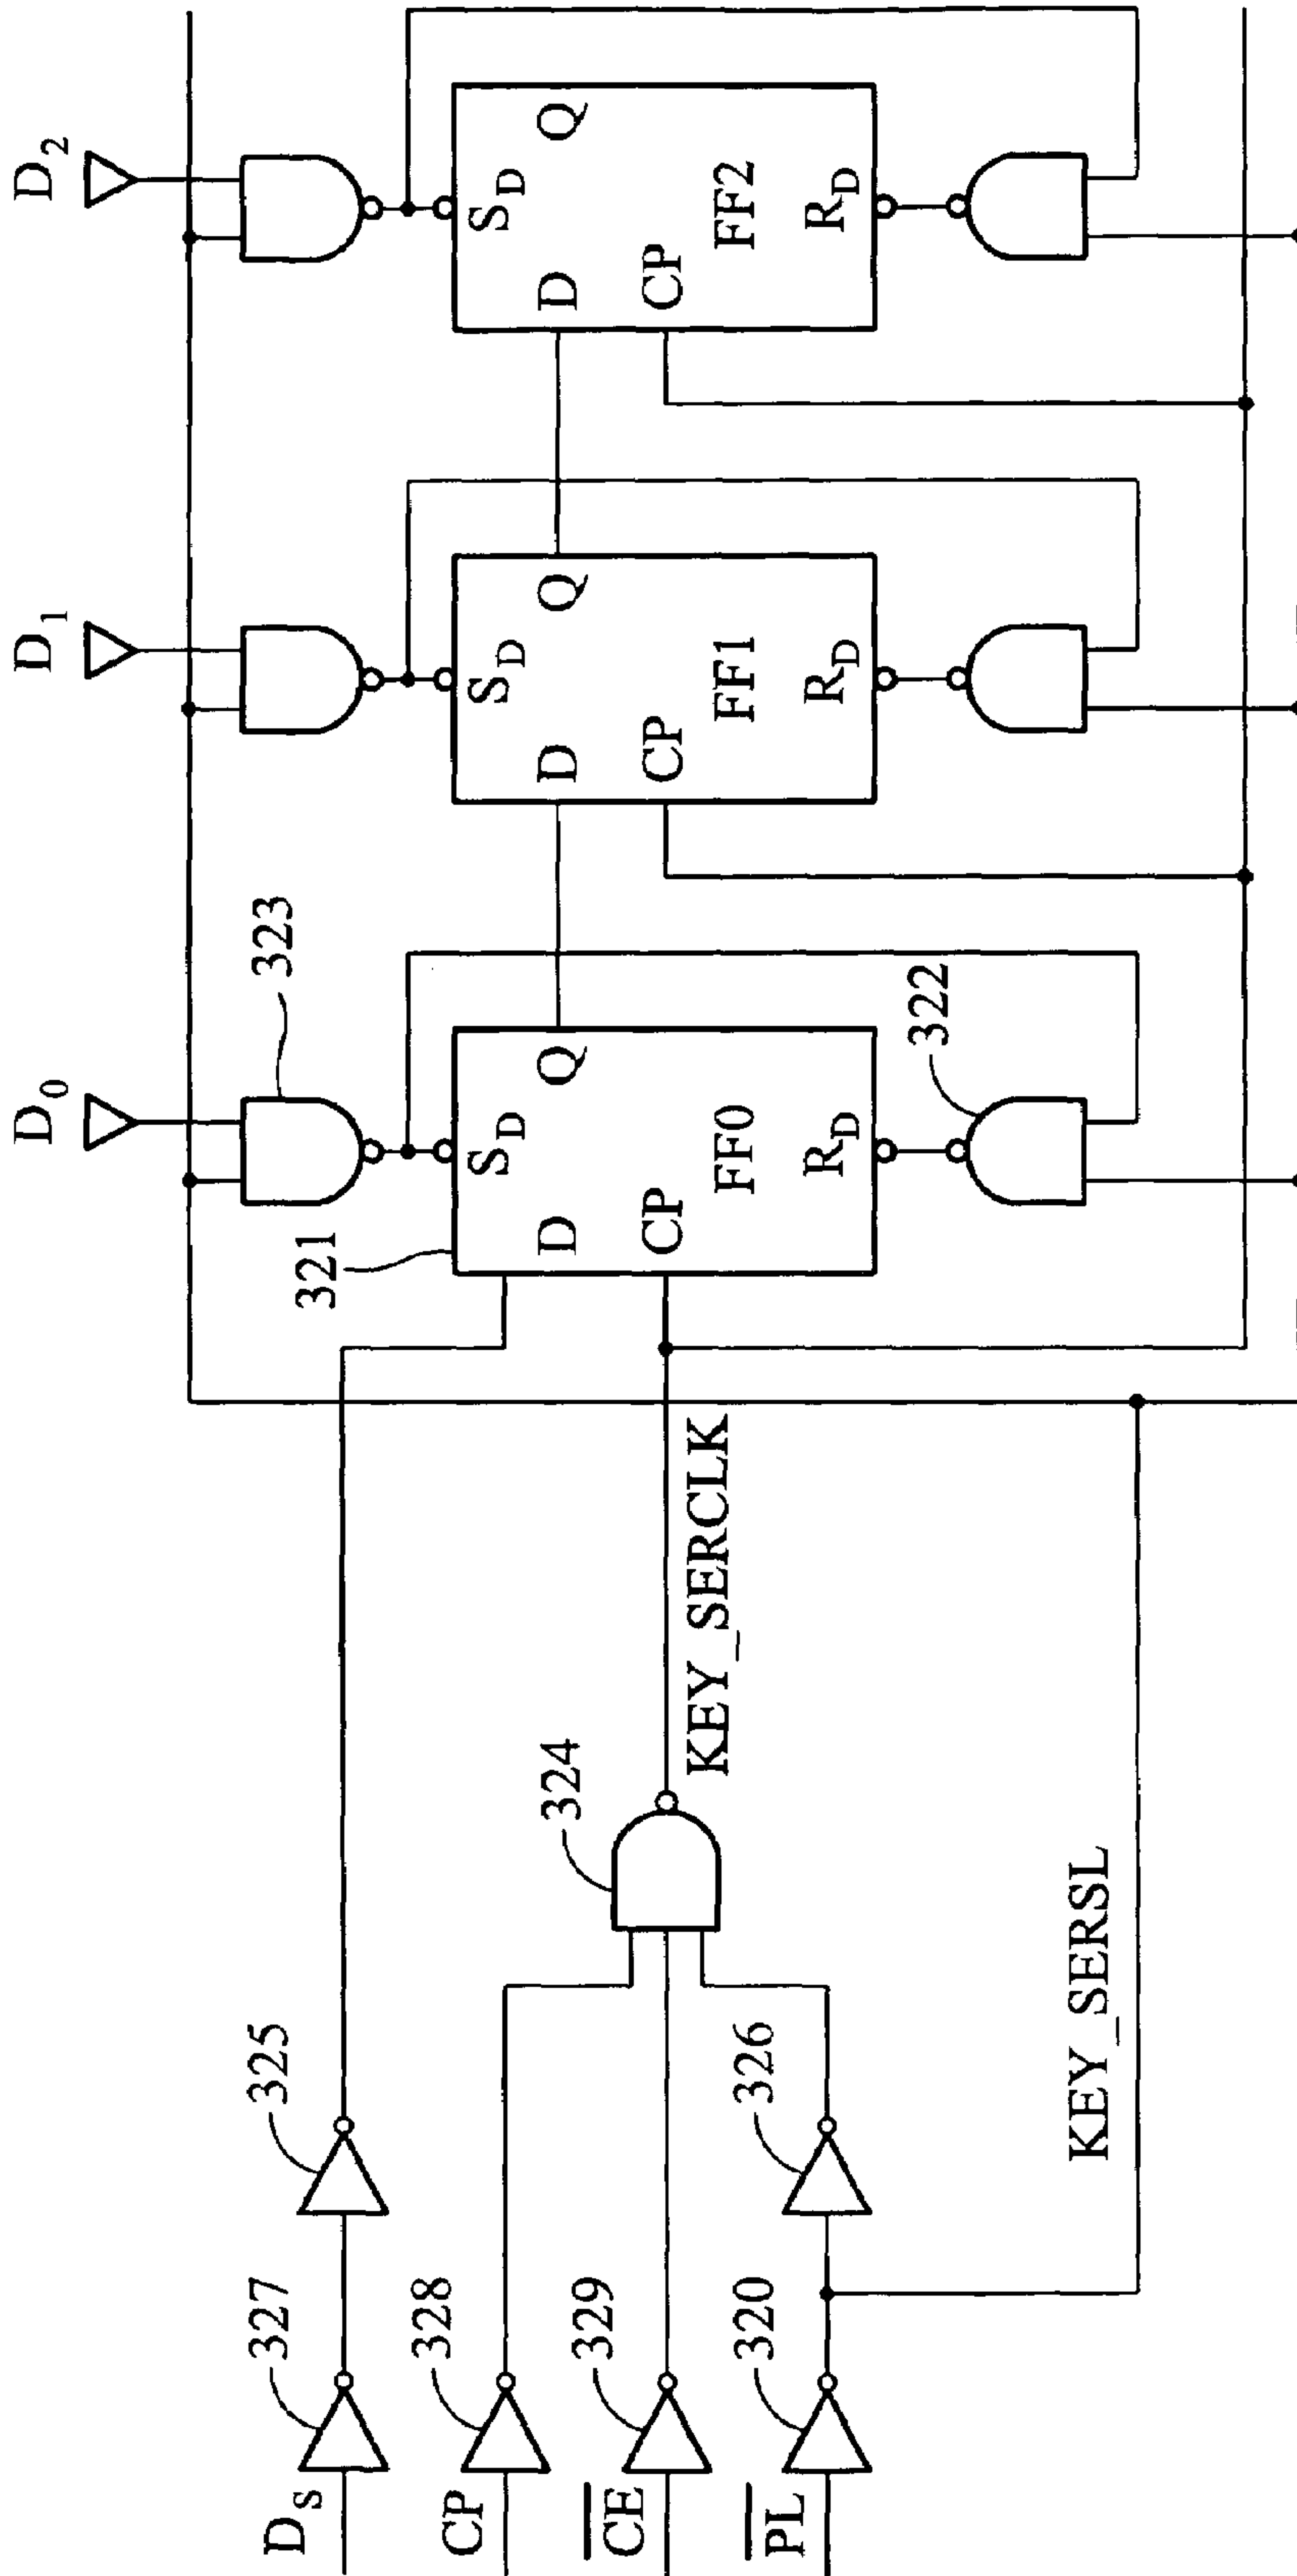 D0
D1
D2
323
321
D
SD
Q
CP
FF0
RD
D
SD
Q
CP
FF1
RD
D
SD
Q
CP
FF2
RD
322
DS
327
325
CP
328
324
KEY_SERCLK
CE
329
PL
320
326
KEY_SERSL